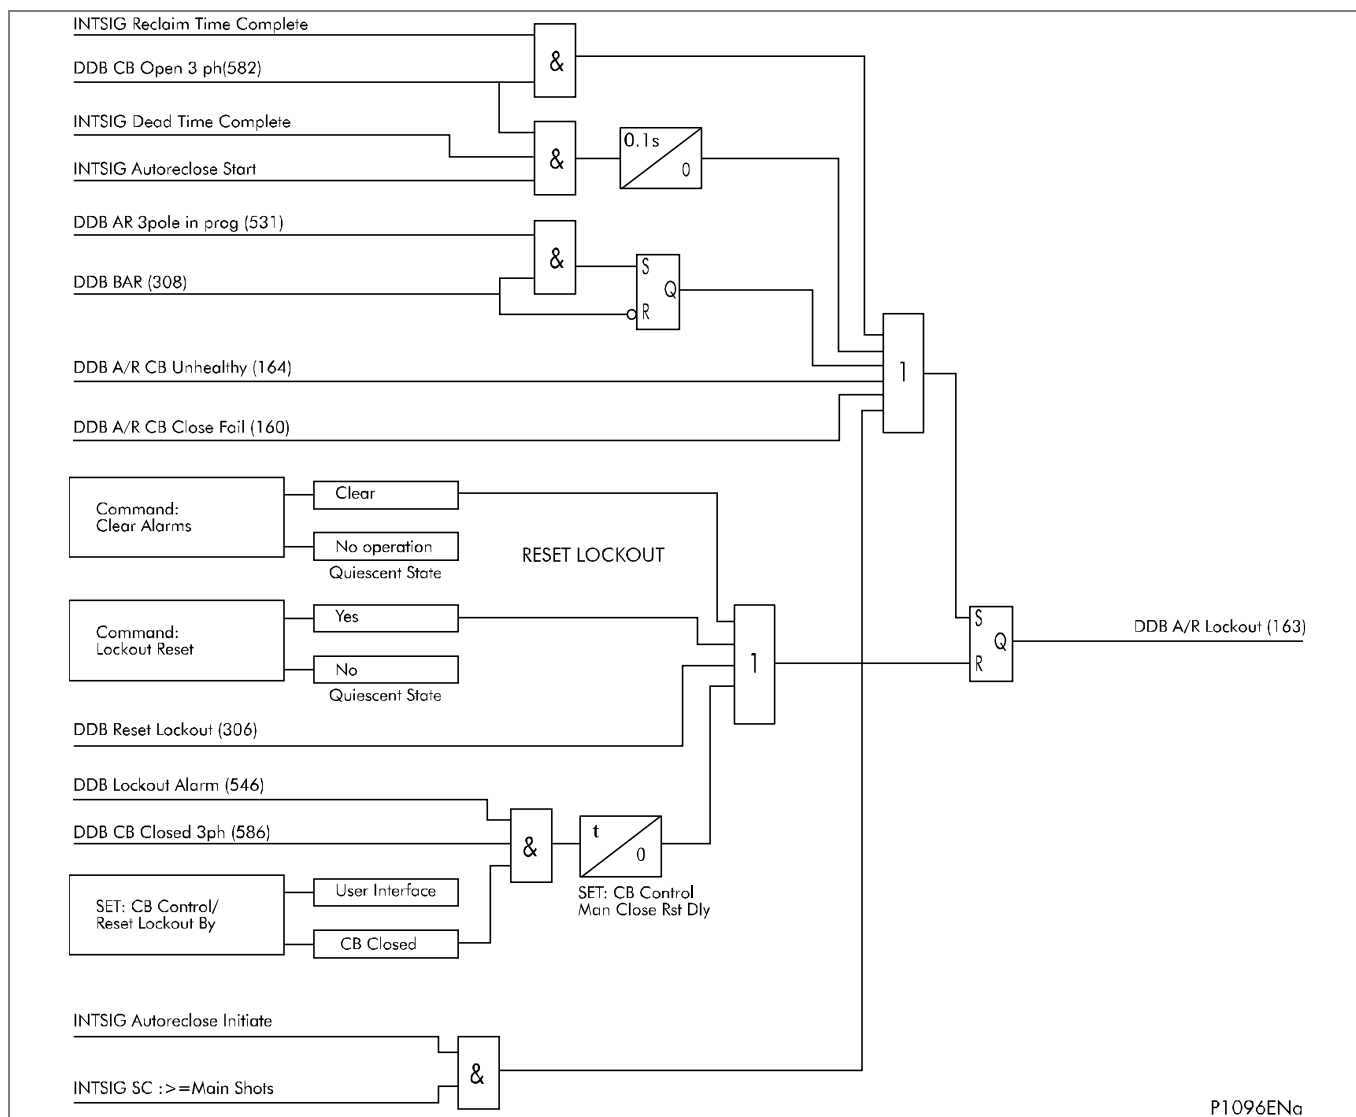 INTSIG Reclaim Time Complete
DDB CB Open 3 ph(582)
&
INTSIG Dead Time Complete
INTSIG Autoreclose Start
&
0.1s
0
DDB AR 3pole in prog (531)
DDB BAR (308)
&
S
Q
R
DDB A/R CB Unhealthy (164)
1
DDB A/R CB Close Fail (160)
Command:
Clear Alarms
Clear
No operation
Quiescent State
RESET LOCKOUT
Command:
Lockout Reset
Yes
No
Quiescent State
1
S
Q
R
DDB A/R Lockout (163)
DDB Reset Lockout (306)
DDB Lockout Alarm (546)
DDB CB Closed 3ph (586)
&
t
0
SET: CB Control
Man Close Rst Dly
SET: CB Control/
Reset Lockout By
User Interface
CB Closed
INTSIG Autoreclose Initiate
INTSIG SC :>=Main Shots
&
P1096ENa